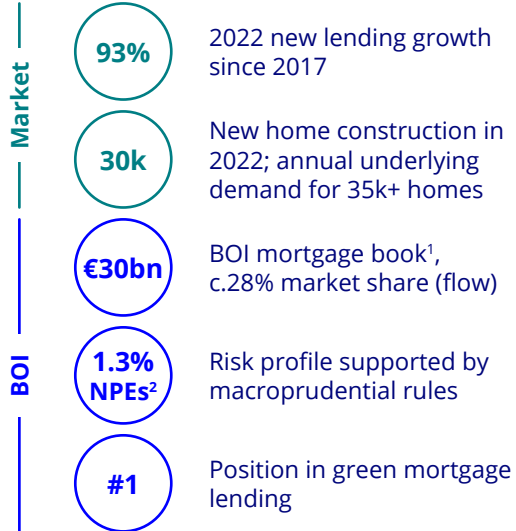 Market
93%
2022 new lending growth
since 2017
30k
New home construction in
2022; annual underlying
demand for 35k+ homes
BOI
€30bn
BOI mortgage book¹,
c.28% market share (flow)
1.3%
NPEs²
Risk profile supported by
macroprudential rules
#1
Position in green mortgage
lending